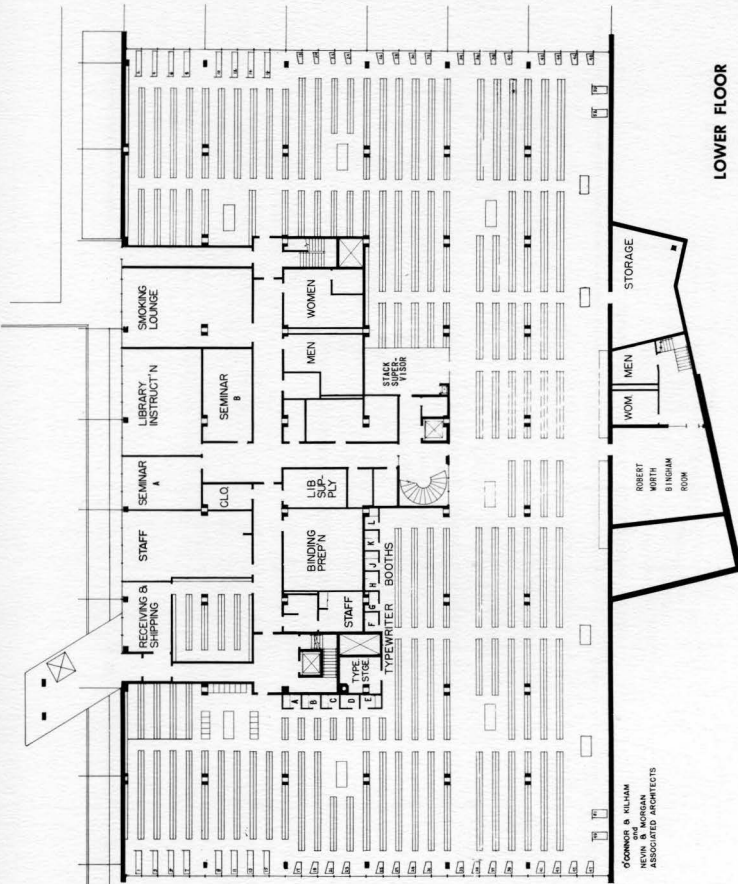 LOWER FLOOR
SMOKING
LOUNGE
LIBRARY
INSTRUCT'N
SEMINAR
B
SEMINAR
A
CLO.
STAFF
RECEIVING &
SHIPPING
WOMEN
MEN
STACK
SUPER-
VISOR
LIB.
SUP-
PLY
BINDING
PREP'N
STAFF
TYPE.
STGE.
TYPEWRITER BOOTHS
A
B
C
D
E
F
G
H
J
K
L
STORAGE
MEN
WOM.
ROBERT
WORTH
BINGHAM
ROOM
O'CONNOR & KILHAM
and
NEVIN & MORGAN
ASSOCIATED ARCHITECTS